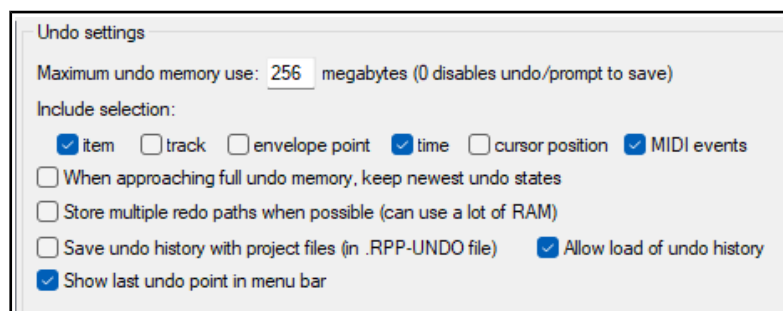 Undo settings
Maximum undo memory use: 256 megabytes (0 disables undo/prompt to save)
Include selection:
item track envelope point time cursor position MIDI events
When approaching full undo memory, keep newest undo states
Store multiple redo paths when possible (can use a lot of RAM)
Save undo history with project files (in .RPP-UNDO file) Allow load of undo history
Show last undo point in menu bar